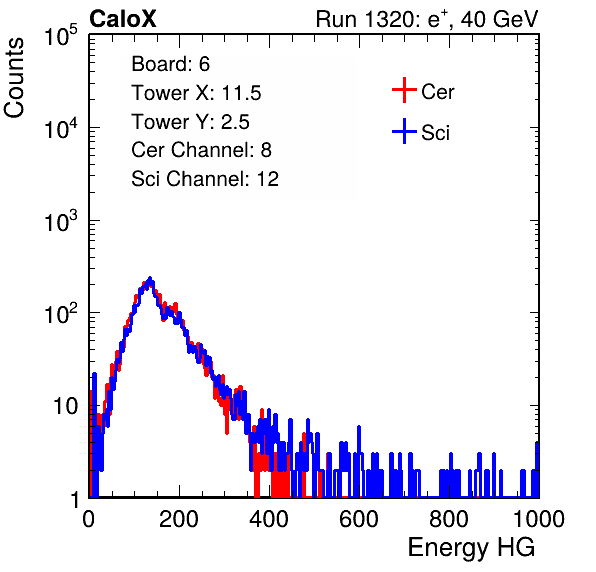 CaloX Run 1320: e⁺, 40 GeV
Counts
Board: 6
Tower X: 11.5
Tower Y: 2.5
Cer Channel: 8
Sci Channel: 12
Cer
Sci
10⁵
10⁴
10³
10²
10
1
0 200 400 600 800 1000
Energy HG